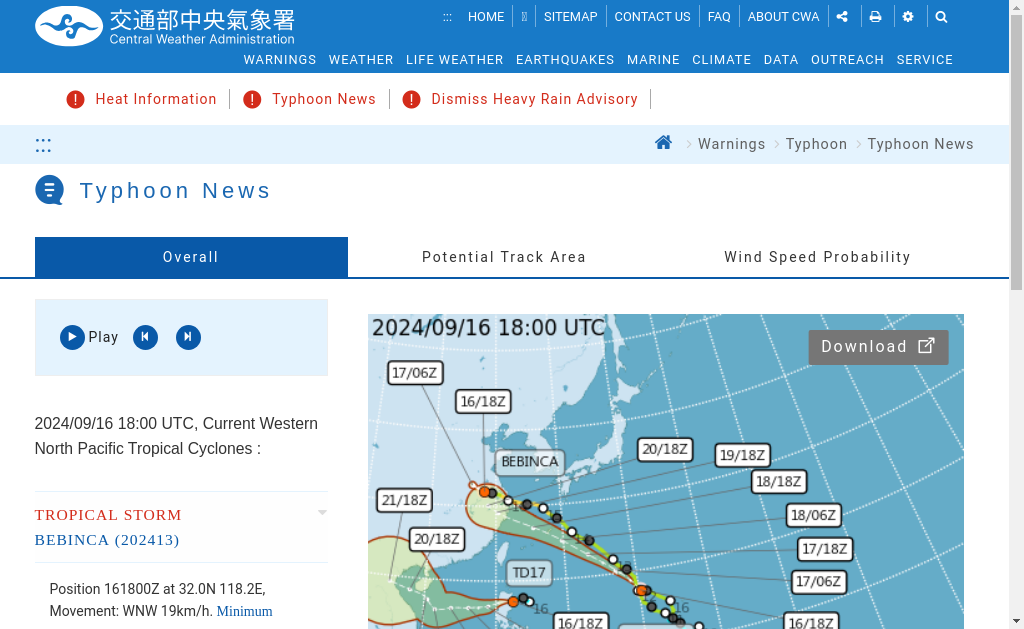 交通部中央氣象署
Central Weather Administration
::: HOME SITEMAP CONTACT US FAQ ABOUT CWA
WARNINGS WEATHER LIFE WEATHER EARTHQUAKES MARINE CLIMATE DATA OUTREACH SERVICE
Heat Information Typhoon News Dismiss Heavy Rain Advisory
:::
Warnings Typhoon Typhoon News
Typhoon News
Overall Potential Track Area Wind Speed Probability
Play
2024/09/16 18:00 UTC, Current Western
North Pacific Tropical Cyclones :
TROPICAL STORM
BEBINCA (202413)
Position 161800Z at 32.0N 118.2E,
Movement: WNW 19km/h. Minimum
2024/09/16 18:00 UTC
Download
17/06Z
16/18Z
20/18Z
19/18Z
BEBINCA
18/18Z
21/18Z
18/06Z
20/18Z
17/18Z
TD17
17/06Z
16
16
16/18Z
16/18Z